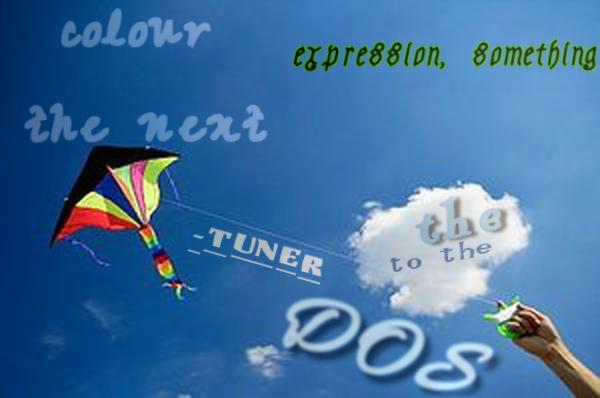 colour
expression, something
the next
the
-TUNER
to the
DOS